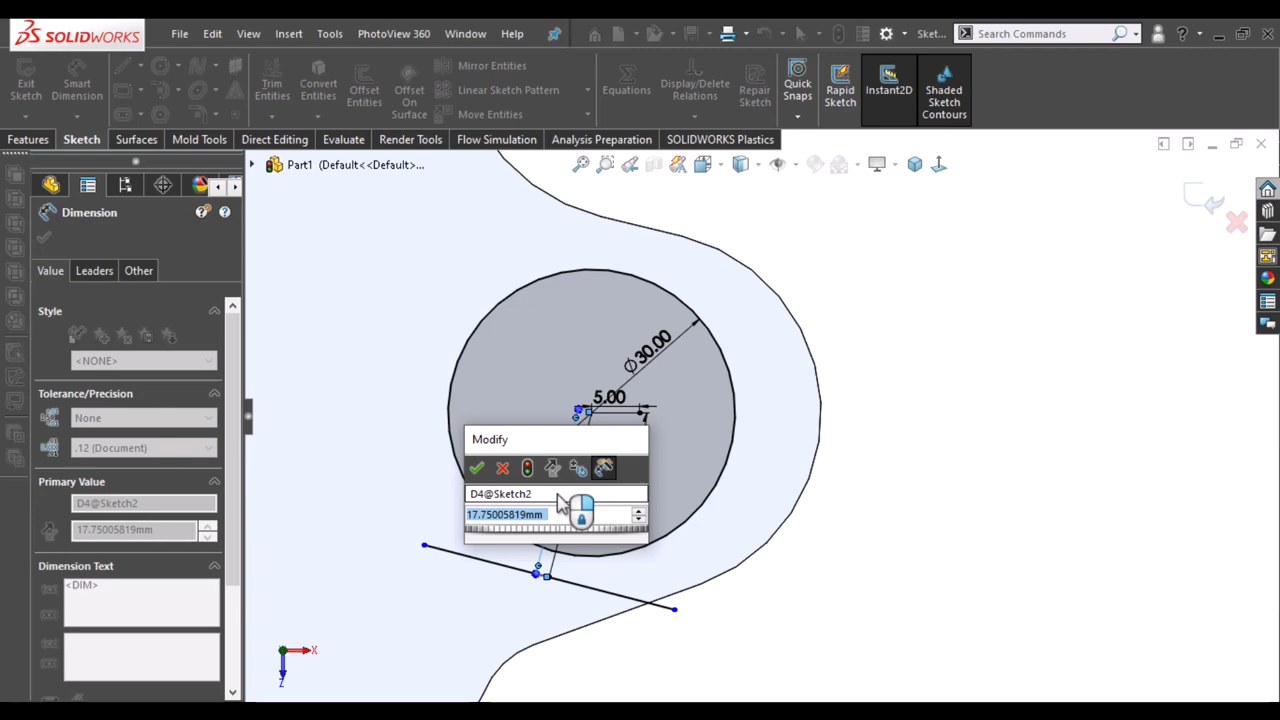 SOLIDWORKS
File Edit View Insert Tools PhotoView 360 Window Help
Sket...
Search Commands
Exit Sketch
Smart Dimension
Trim Entities
Convert Entities
Offset Entities
Offset On Surface
Mirror Entities
Linear Sketch Pattern
Move Entities
Equations
Display/Delete Relations
Repair Sketch
Quick Snaps
Rapid Sketch
Instant2D
Shaded Sketch Contours
Features Sketch Surfaces Mold Tools Direct Editing Evaluate Render Tools Flow Simulation Analysis Preparation SOLIDWORKS Plastics
Part1 (Default<<Default>...
Dimension
Value Leaders Other
Style
<NONE>
Tolerance/Precision
None
.12 (Document)
Primary Value
D4@Sketch2
17.75005819mm
Dimension Text
<DIM>
Ø30.00
5.00
Modify
D4@Sketch2
17.75005819mm
X
Z